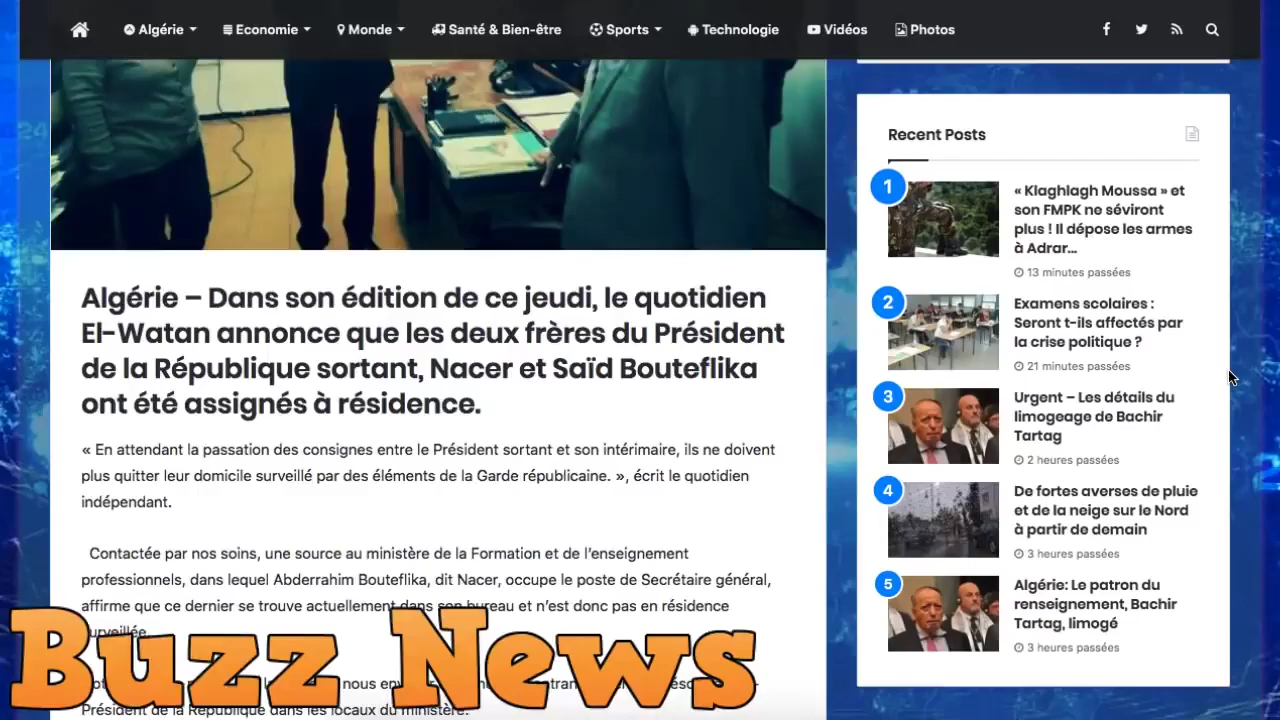 Algérie
Economie
Monde
Santé & Bien-être
Sports
Technologie
Vidéos
Photos
Algérie – Dans son édition de ce jeudi, le quotidien
El-Watan annonce que les deux frères du Président
de la République sortant, Nacer et Saïd Bouteflika
ont été assignés à résidence.
« En attendant la passation des consignes entre le Président sortant et son intérimaire, ils ne doivent
plus quitter leur domicile surveillé par des éléments de la Garde républicaine. », écrit le quotidien
indépendant.
Contactée par nos soins, une source au ministère de la Formation et de l'enseignement
professionnels, dans lequel Abderrahim Bouteflika, dit Nacer, occupe le poste de Secrétaire général,
affirme que ce dernier se trouve actuellement dans son bureau et n'est donc pas en résidence
surveillée.
nous
Président de la République dans les locaux du ministère.
Buzz News
Recent Posts
1
« Klaghlagh Moussa » et
son FMPK ne séviront
plus ! Il dépose les armes
à Adrar...
13 minutes passées
2
Examens scolaires :
Seront t-ils affectés par
la crise politique ?
21 minutes passées
3
Urgent – Les détails du
limogeage de Bachir
Tartag
2 heures passées
4
De fortes averses de pluie
et de la neige sur le Nord
à partir de demain
3 heures passées
5
Algérie: Le patron du
renseignement, Bachir
Tartag, limogé
3 heures passées